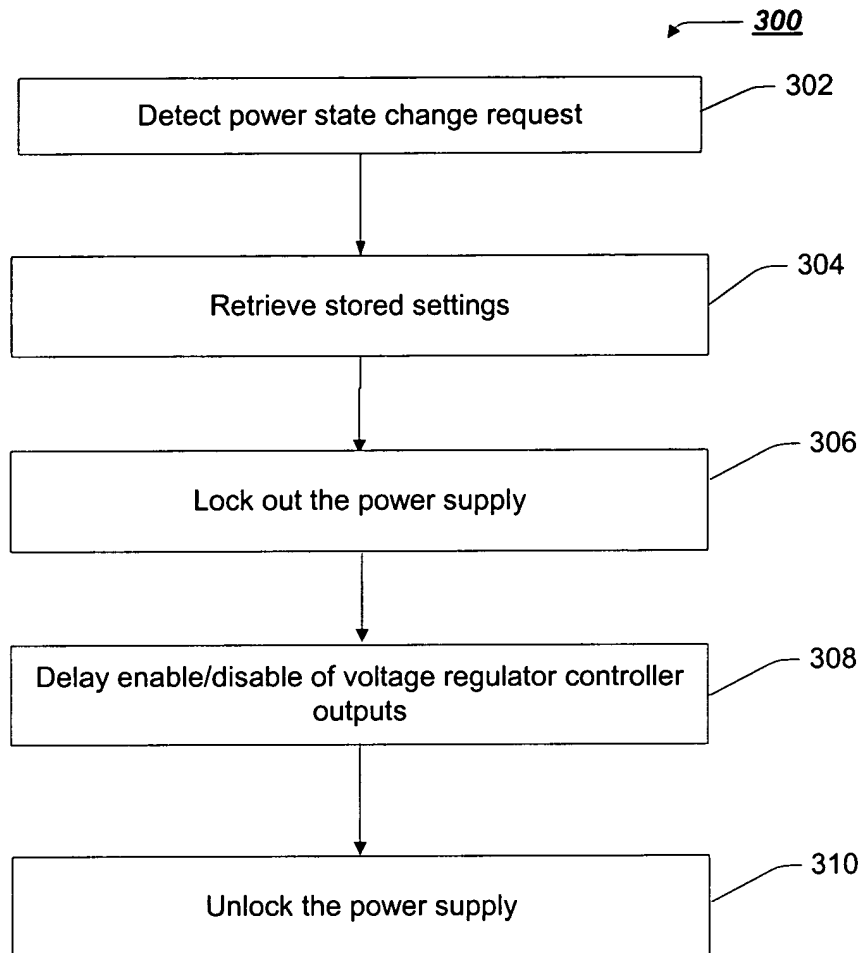 300
Detect power state change request
302
Retrieve stored settings
304
Lock out the power supply
306
Delay enable/disable of voltage regulator controller
outputs
308
Unlock the power supply
310